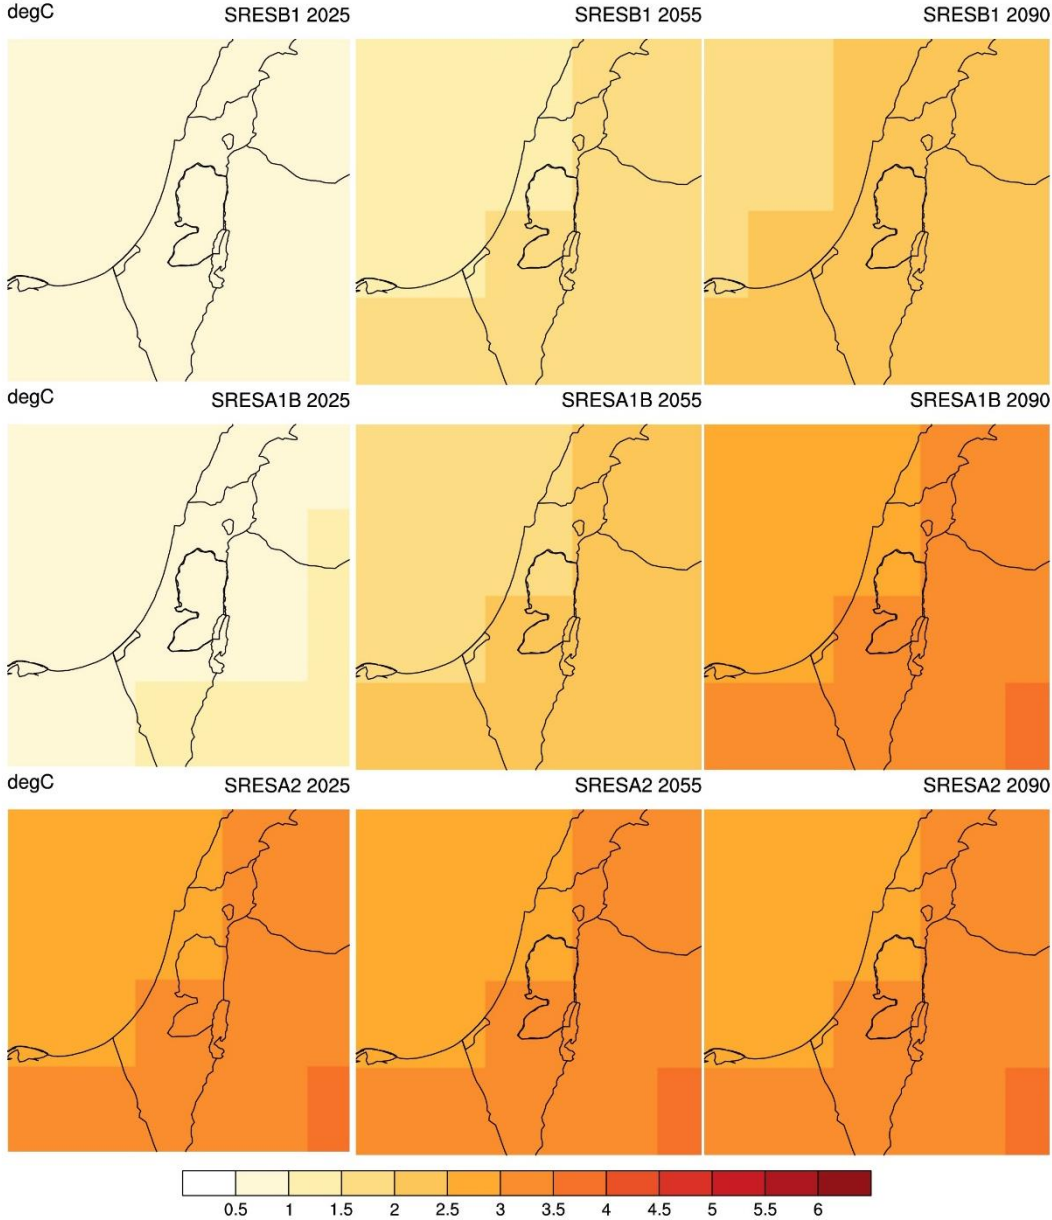 degC SRESB1 2025 SRESB1 2055 SRESB1 2090
degC SRESA1B 2025 SRESA1B 2055 SRESA1B 2090
degC SRESA2 2025 SRESA2 2055 SRESA2 2090
0.5 1 1.5 2 2.5 3 3.5 4 4.5 5 5.5 6